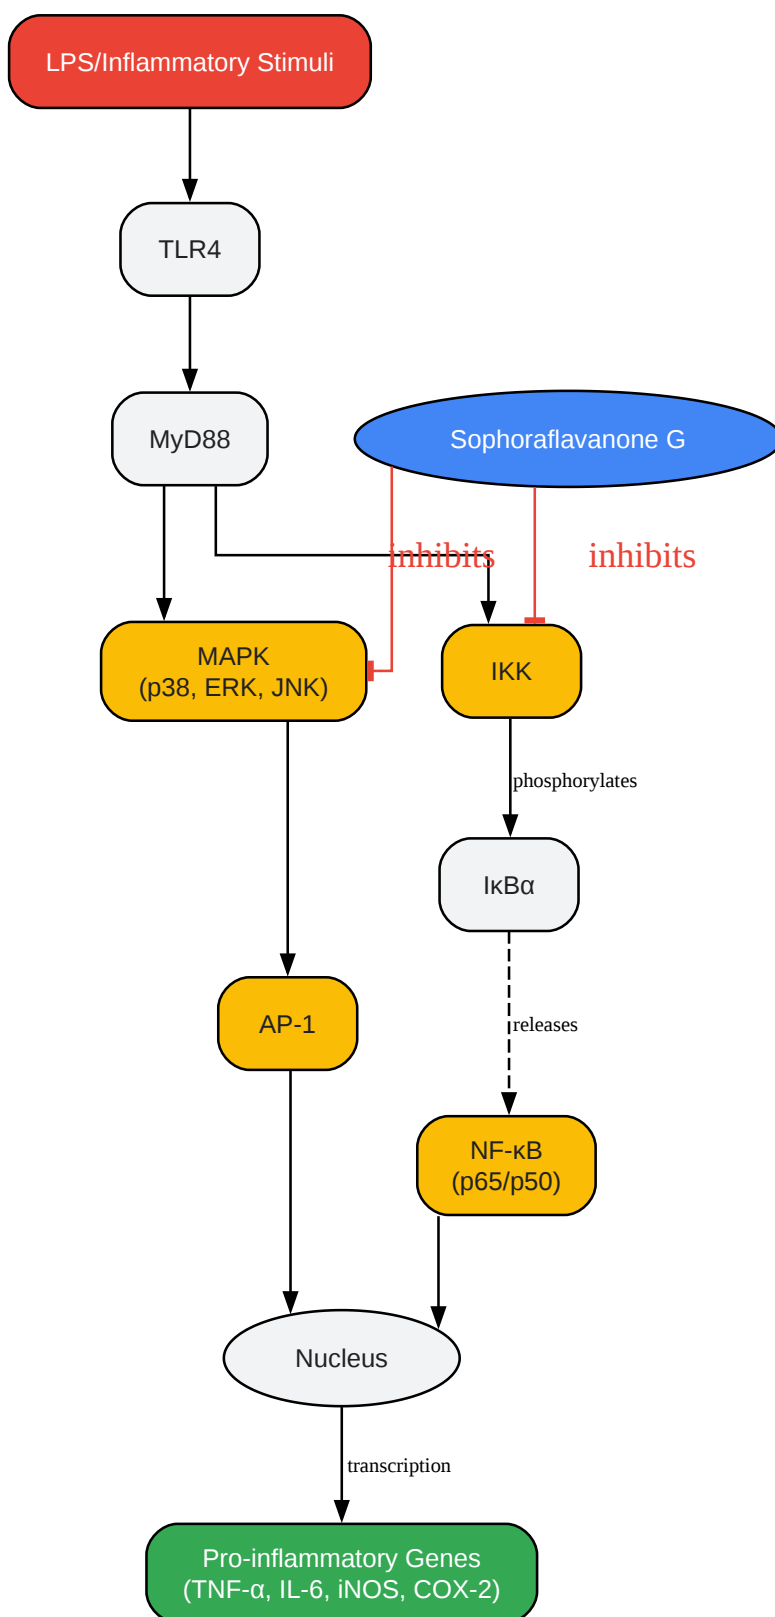 LPS/Inflammatory Stimuli
TLR4
MyD88
Sophoraflavanone G
inhibits
inhibits
MAPK
(p38, ERK, JNK)
IKK
phosphorylates
IκBα
releases
AP-1
NF-κB
(p65/p50)
Nucleus
transcription
Pro-inflammatory Genes
(TNF-α, IL-6, iNOS, COX-2)